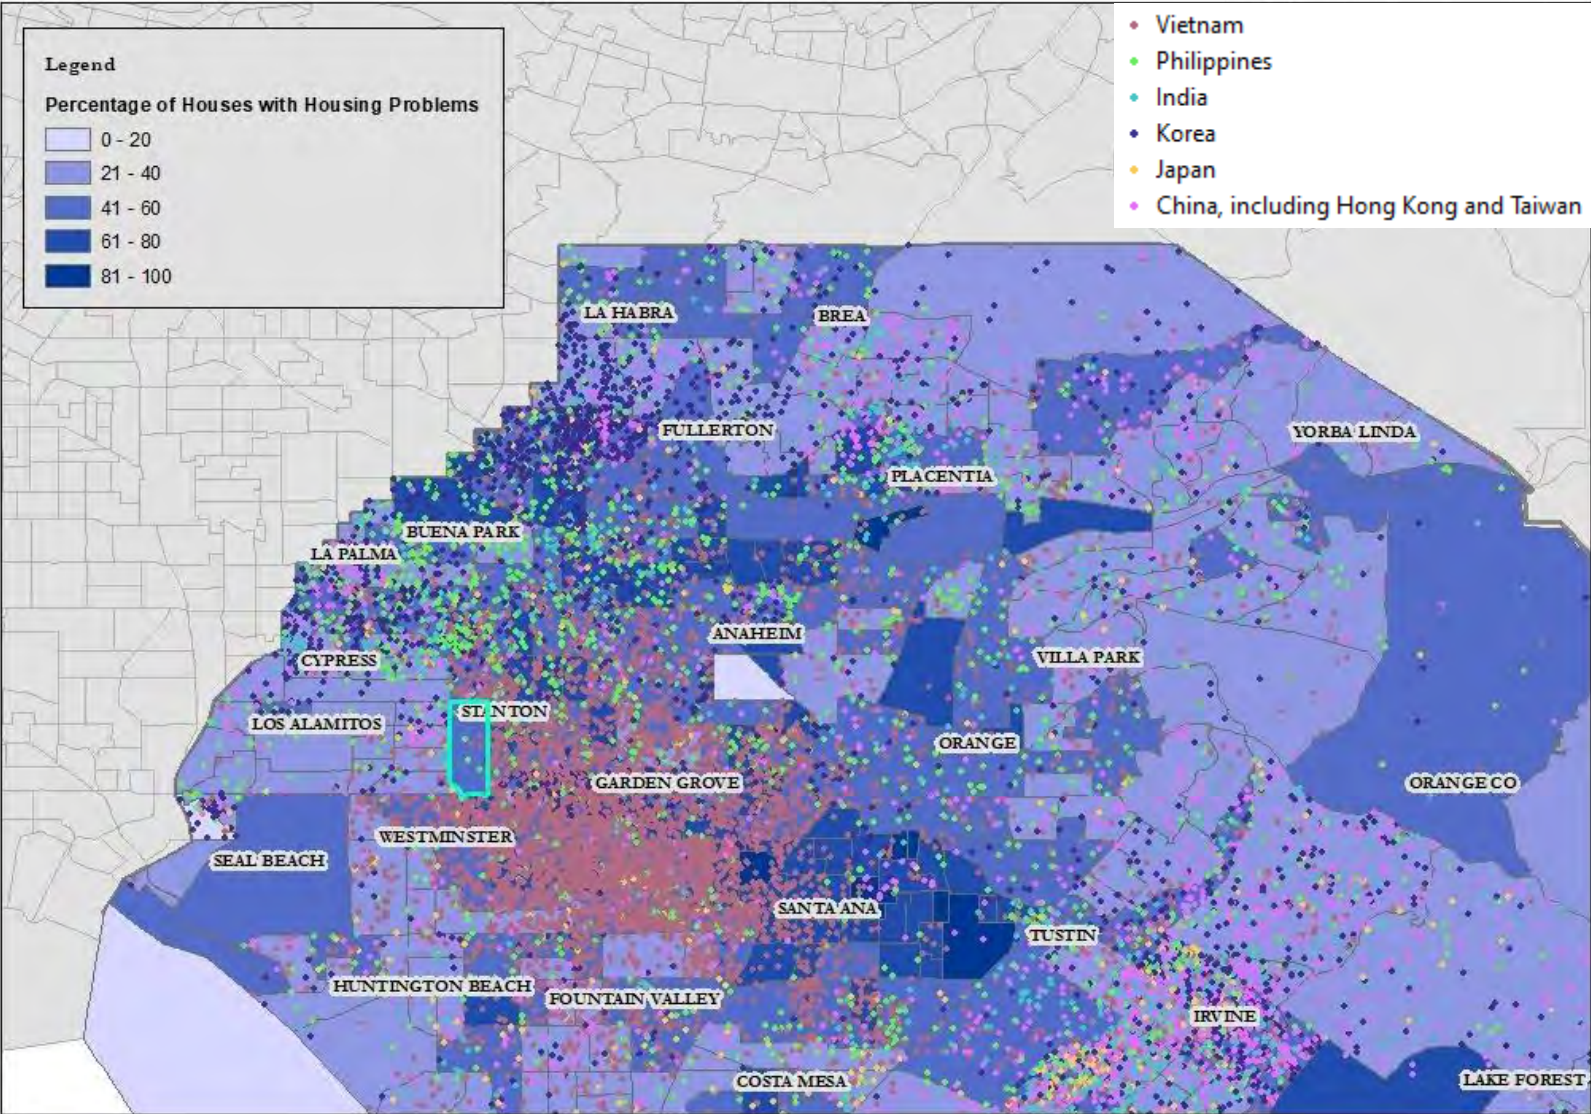 Legend
Percentage of Houses with Housing Problems
0 - 20
21 - 40
41 - 60
61 - 80
81 - 100
Vietnam
Philippines
India
Korea
Japan
China, including Hong Kong and Taiwan
LA HABRA
BREA
FULLERTON
YORBA LINDA
PLACENTIA
BUENA PARK
LA PALMA
ANAHEIM
CYPRESS
VILLA PARK
STANTON
LOS ALAMITOS
ORANGE
GARDEN GROVE
ORANGE CO
WESTMINSTER
SEAL BEACH
SANTA ANA
TUSTIN
HUNTINGTON BEACH
FOUNTAIN VALLEY
IRVINE
COSTA MESA
LAKE FOREST